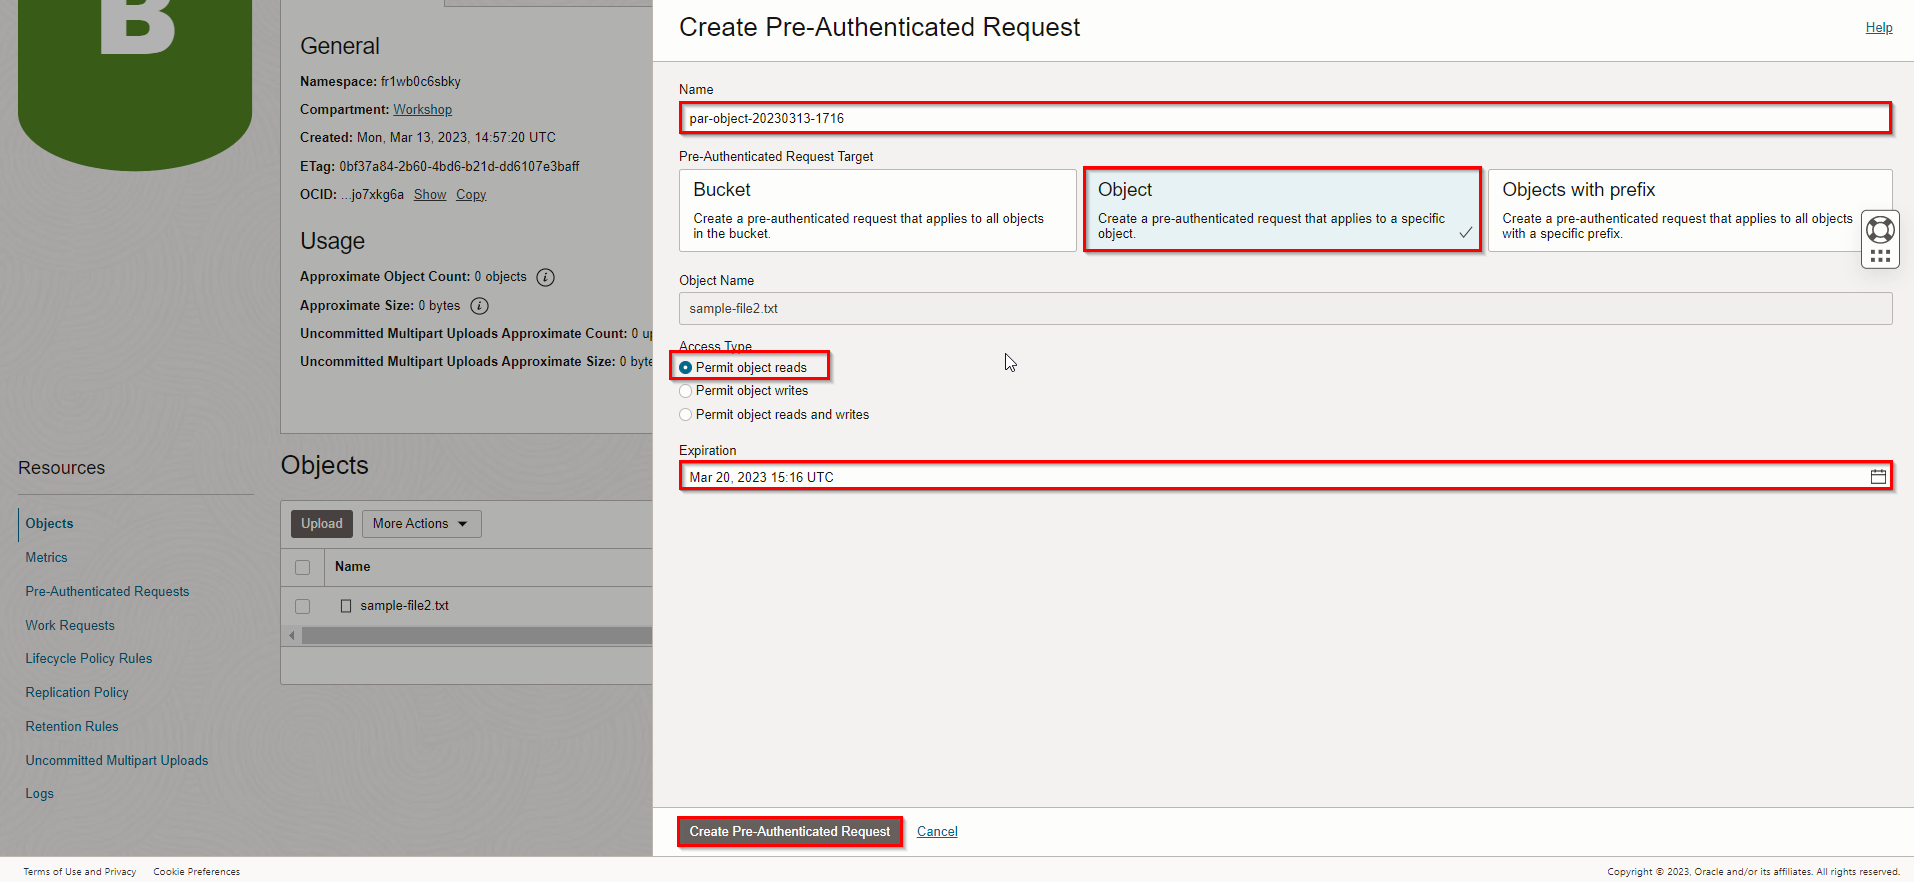 B
General
Namespace: fr1wb0c6sbky
Compartment: Workshop
Created: Mon, Mar 13, 2023, 14:57:20 UTC
ETag: 0bf37a84-2b60-4bd6-b21d-dd6107e3baff
OCID: ...jo7xkg6a Show Copy
Usage
Approximate Object Count: 0 objects
Approximate Size: 0 bytes
Uncommitted Multipart Uploads Approximate Count: 0 u
Uncommitted Multipart Uploads Approximate Size: 0 byte
Resources
Objects
Metrics
Pre-Authenticated Requests
Work Requests
Lifecycle Policy Rules
Replication Policy
Retention Rules
Uncommitted Multipart Uploads
Logs
Objects
Upload More Actions
Name
sample-file2.txt
Create Pre-Authenticated Request
Help
Name
par-object-20230313-1716
Pre-Authenticated Request Target
Bucket
Create a pre-authenticated request that applies to all objects
in the bucket.
Object
Create a pre-authenticated request that applies to a specific
object.
Objects with prefix
Create a pre-authenticated request that applies to all objects
with a specific prefix.
Object Name
sample-file2.txt
Access Type
Permit object reads
Permit object writes
Permit object reads and writes
Expiration
Mar 20, 2023 15:16 UTC
Create Pre-Authenticated Request Cancel
Terms of Use and Privacy Cookie Preferences
Copyright © 2023, Oracle and/or its affiliates. All rights reserved.